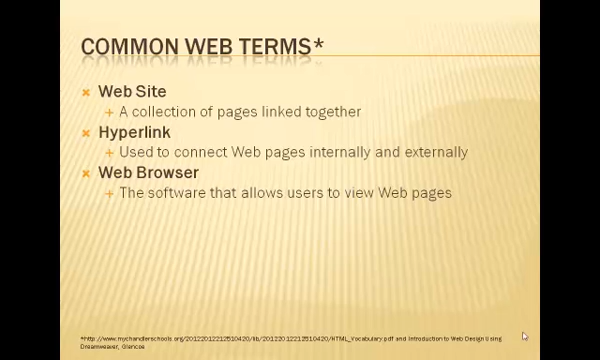 COMMON WEB TERMS*
Web Site
A collection of pages linked together
Hyperlink
Used to connect Web pages internally and externally
Web Browser
The software that allows users to view Web pages
*http://www.mychandlerschools.org/20122012212510420/lib/20122012212510420/HTML_Vocabulary.pdf and Introduction to Web Design Using
Dreamweaver, Glencoe